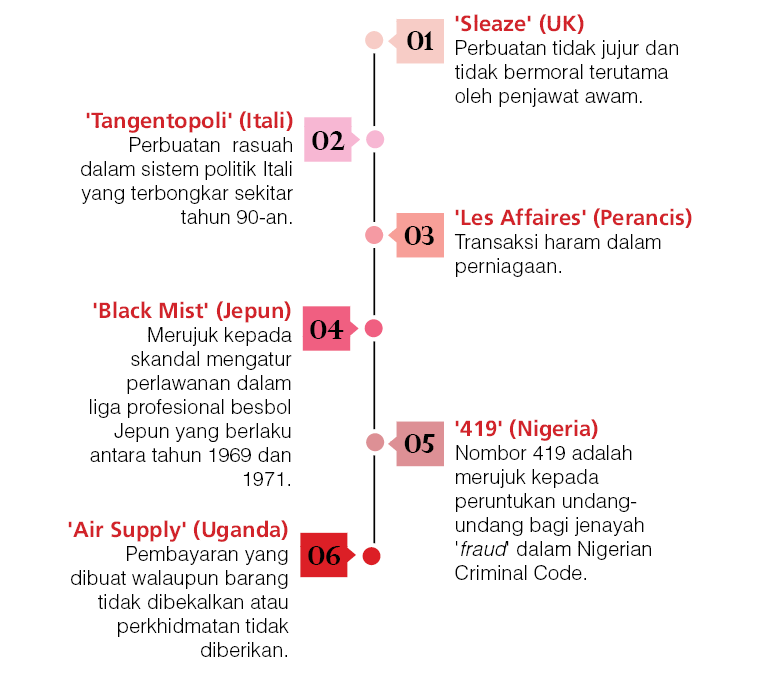 01
'Sleaze' (UK)
Perbuatan tidak jujur dan
tidak bermoral terutama
oleh penjawat awam.
'Tangentopoli' (Itali)
02
Perbuatan rasuah
dalam sistem politik Itali
yang terbongkar sekitar
tahun 90-an.
03
'Les Affaires' (Perancis)
Transaksi haram dalam
perniagaan.
'Black Mist' (Jepun)
04
Merujuk kepada
skandal mengatur
perlawanan dalam
liga profesional besbol
Jepun yang berlaku
antara tahun 1969 dan
1971.
05
'419' (Nigeria)
Nombor 419 adalah
merujuk kepada
peruntukan undang-
undang bagi jenayah
'fraud' dalam Nigerian
Criminal Code.
'Air Supply' (Uganda)
06
Pembayaran yang
dibuat walaupun barang
tidak dibekalkan atau
perkhidmatan tidak
diberikan.